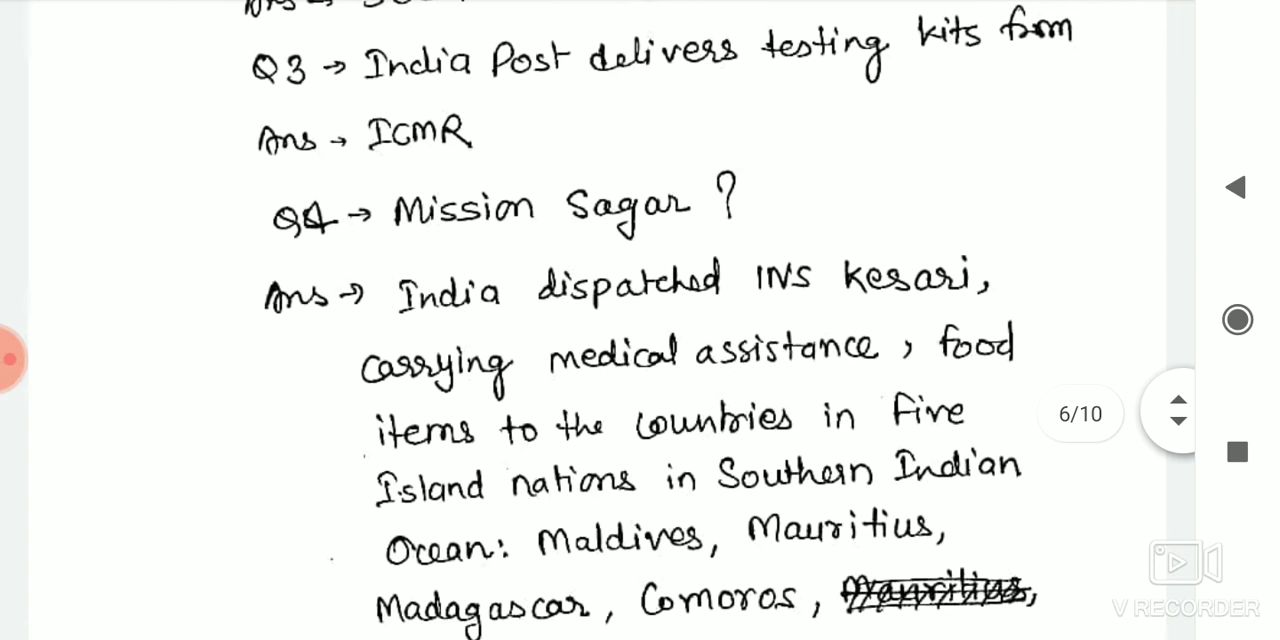 Q3 → India Post delivers testing kits from
Ans → ICMR
Q4 → Mission Sagar ?
Ans → India dispatched INS Kesari,
carrying medical assistance, food
items to the countries in five
Island nations in Southern Indian
Ocean: Maldives, Mauritius,
Madagascar, Comoros, Mauritius,
6/10
V RECORDER